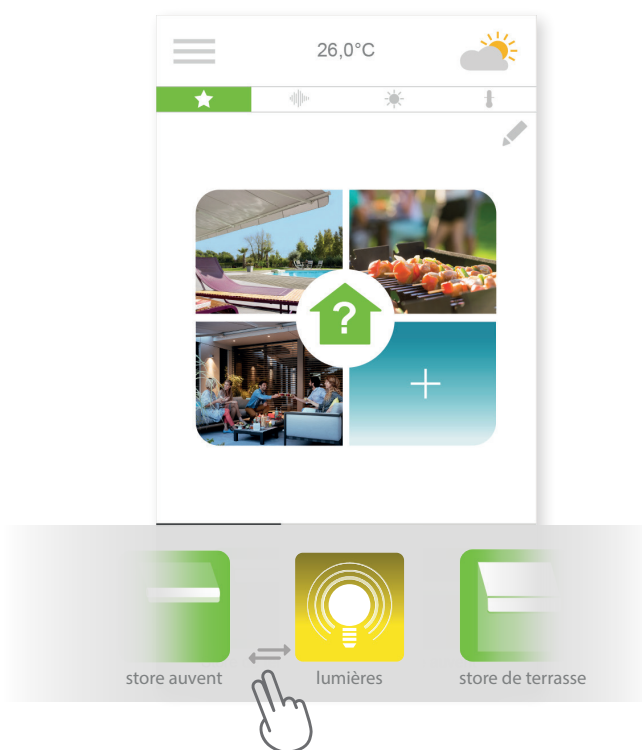 26,0°C
?
store auvent
lumières
store de terrasse